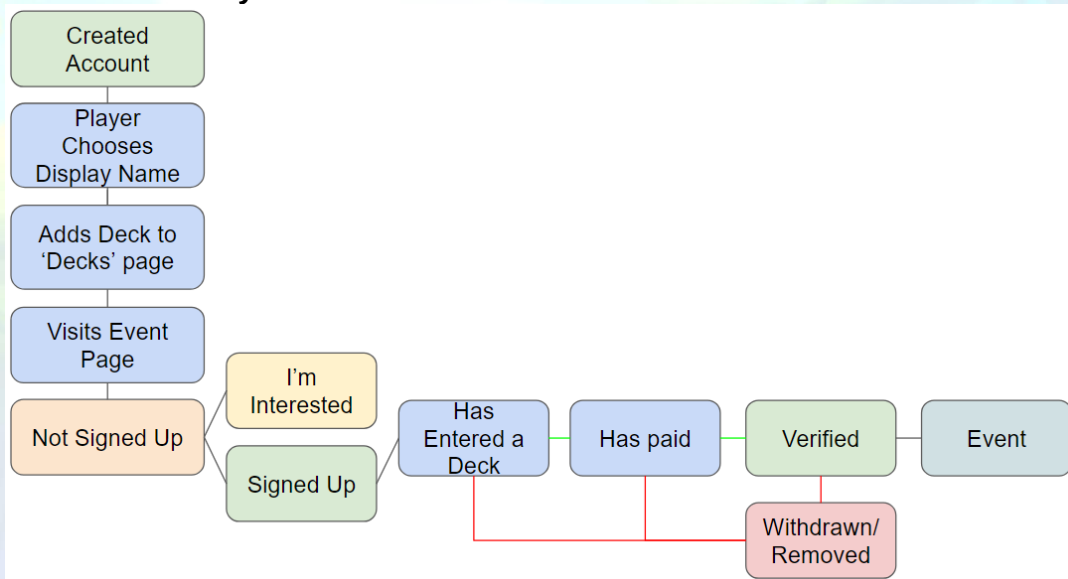 Created
Account
Player
Chooses
Display Name
Adds Deck to
‘Decks’ page
Visits Event
Page
Not Signed Up
I’m
Interested
Signed Up
Has
Entered a
Deck
Has paid
Verified
Event
Withdrawn/
Removed